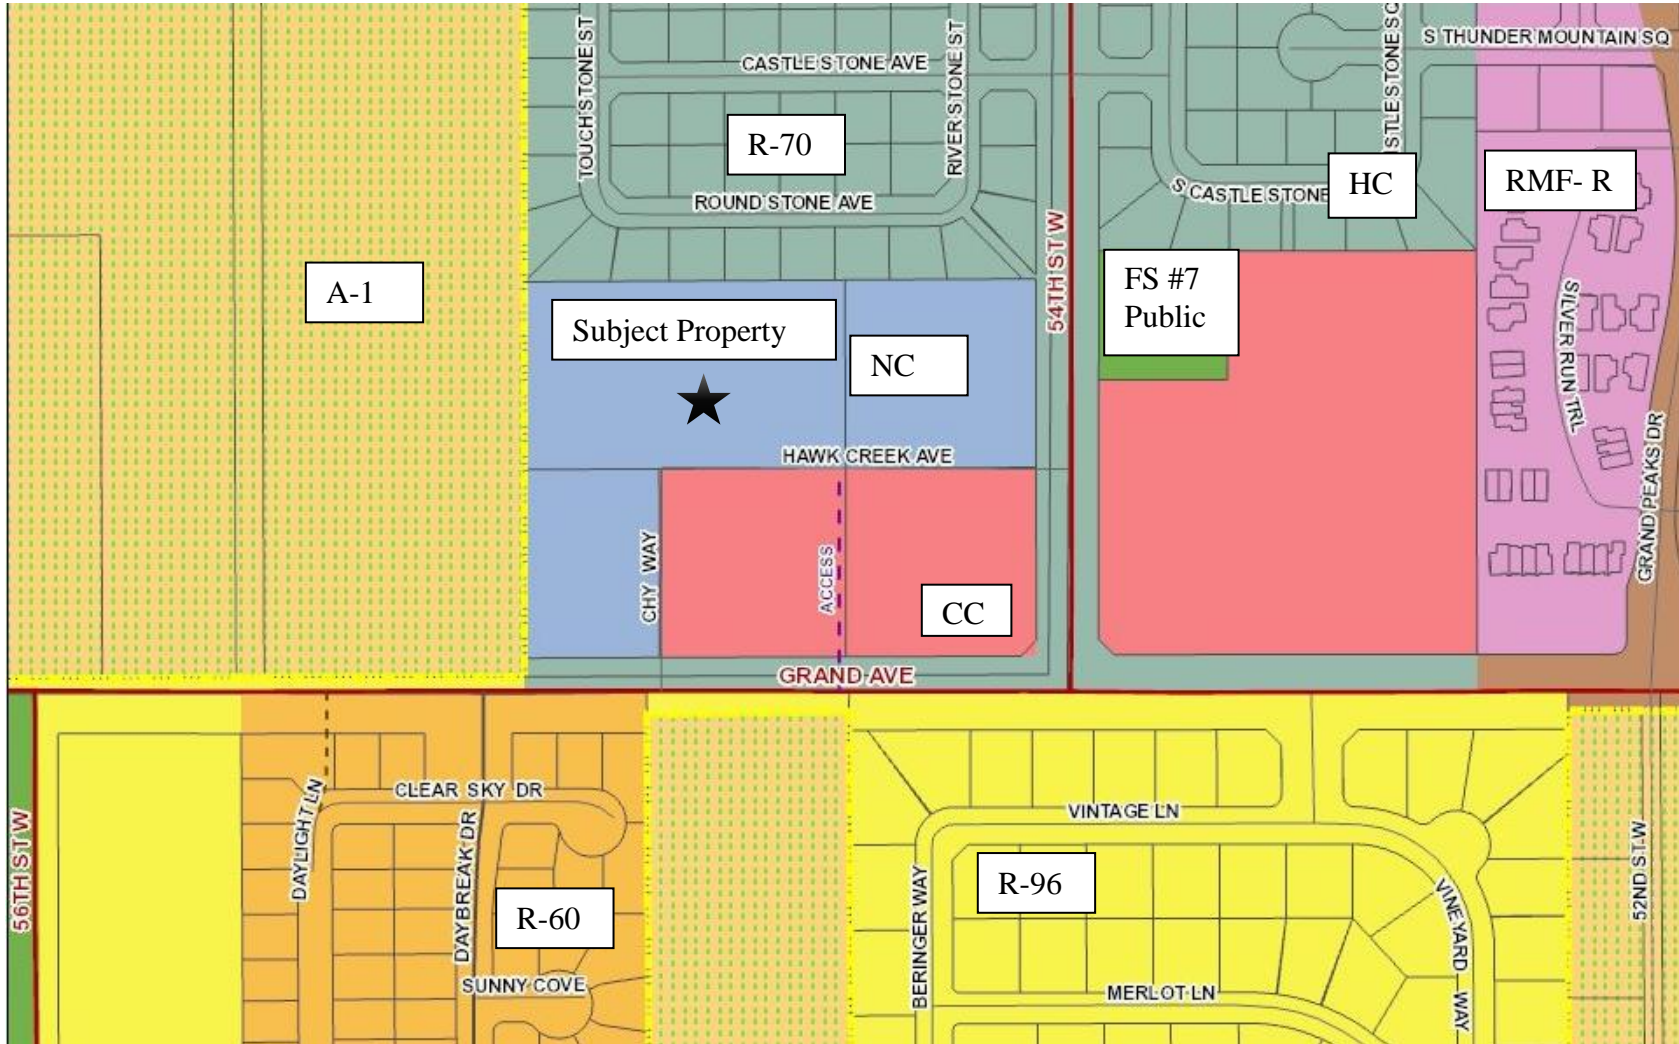 TOUCHSTONE ST
CASTLE STONE AVE
RIVER STONE ST
S THUNDER MOUNTAIN SQ
STLE STONE SQ
R-70
HC
RMF- R
S CASTLE STONE
ROUND STONE AVE
54TH ST W
A-1
FS #7
Public
Subject Property
NC
SILVER RUN TRL
HAWK CREEK AVE
GRAND PEAKS DR
CHY WAY
ACCESS
CC
GRAND AVE
CLEAR SKY DR
DAYLIGHT LN
DAYBREAK DR
VINTAGE LN
56TH ST W
R-60
R-96
BERINGER WAY
VINEYARD WAY
52ND ST W
SUNNY COVE
MERLOT LN